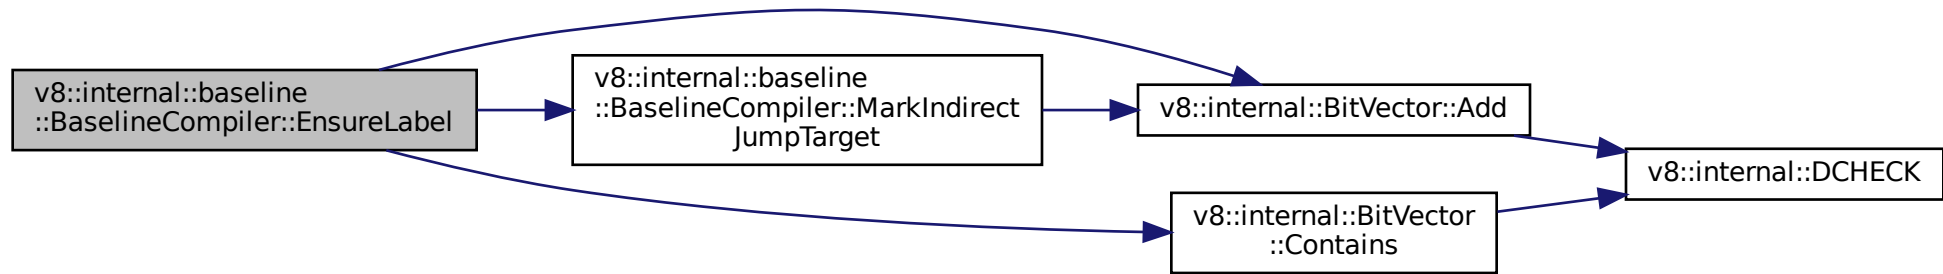 v8::internal::baseline
::BaselineCompiler::EnsureLabel
v8::internal::baseline
::BaselineCompiler::MarkIndirect
JumpTarget
v8::internal::BitVector::Add
v8::internal::BitVector
::Contains
v8::internal::DCHECK